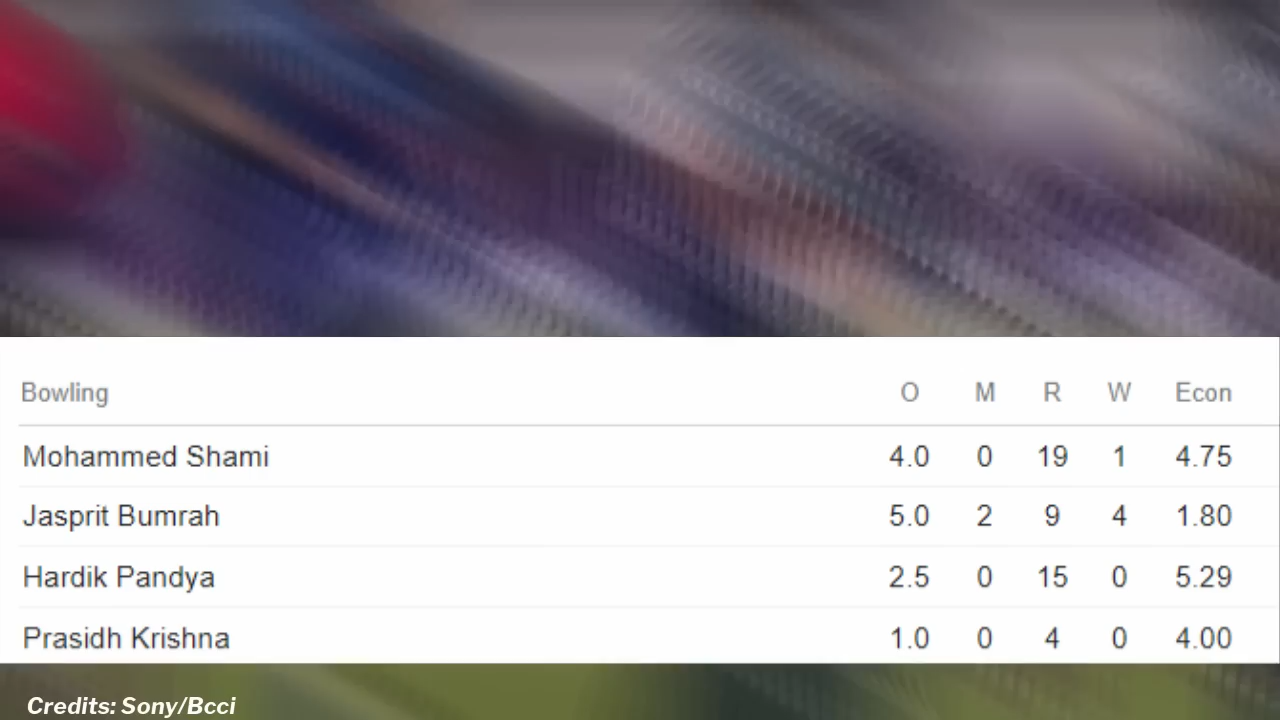 Bowling O M R W Econ
Mohammed Shami 4.0 0 19 1 4.75
Jasprit Bumrah 5.0 2 9 4 1.80
Hardik Pandya 2.5 0 15 0 5.29
Prasidh Krishna 1.0 0 4 0 4.00
Credits: Sony/Bcci